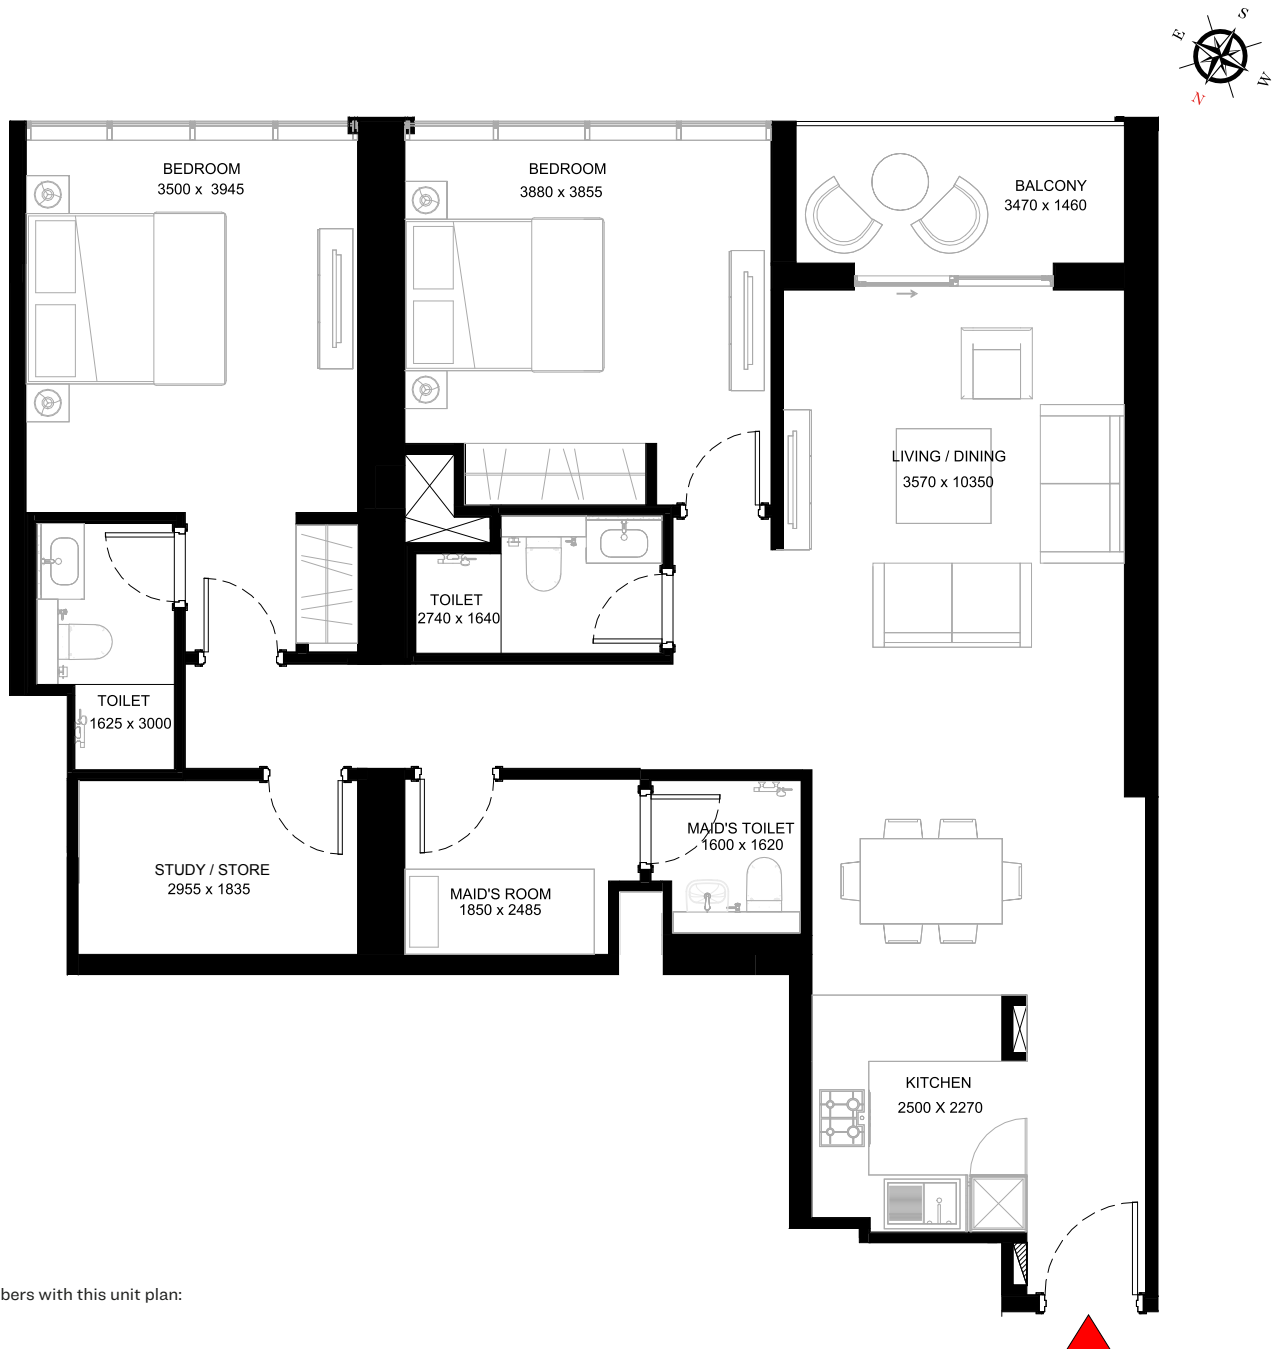 S
E
W
N
BEDROOM
3500 x 3945
BEDROOM
3880 x 3855
BALCONY
3470 x 1460
LIVING / DINING
3570 x 10350
TOILET
2740 x 1640
TOILET
1625 x 3000
STUDY / STORE
2955 x 1835
MAID'S ROOM
1850 x 2485
MAID'S TOILET
1600 x 1620
KITCHEN
2500 X 2270
bers with this unit plan: